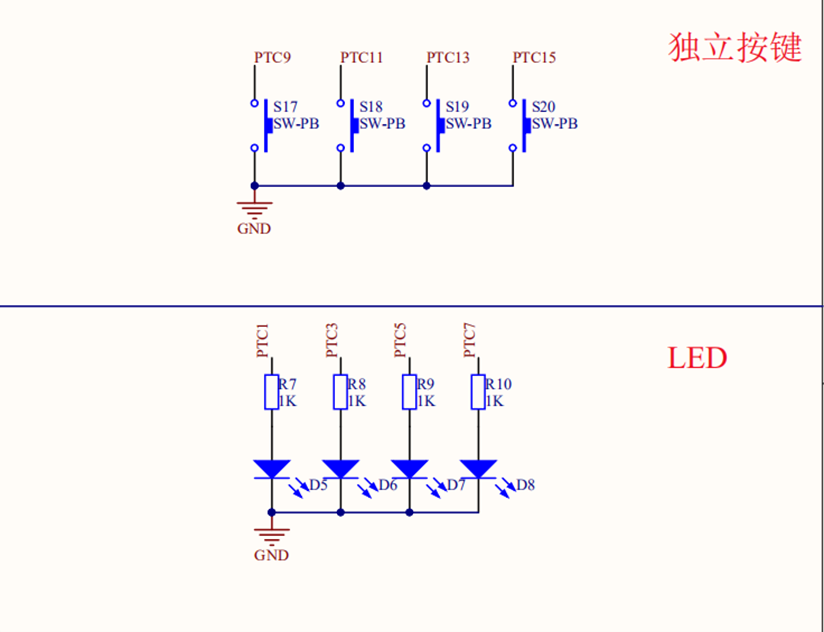 独立按键
PTC9 PTC11 PTC13 PTC15
S17 S18 S19 S20
SW-PB SW-PB SW-PB SW-PB
GND
PTC1 PTC3 PTC5 PTC7
LED
R7 R8 R9 R10
1K 1K 1K 1K
D5 D6 D7 D8
GND